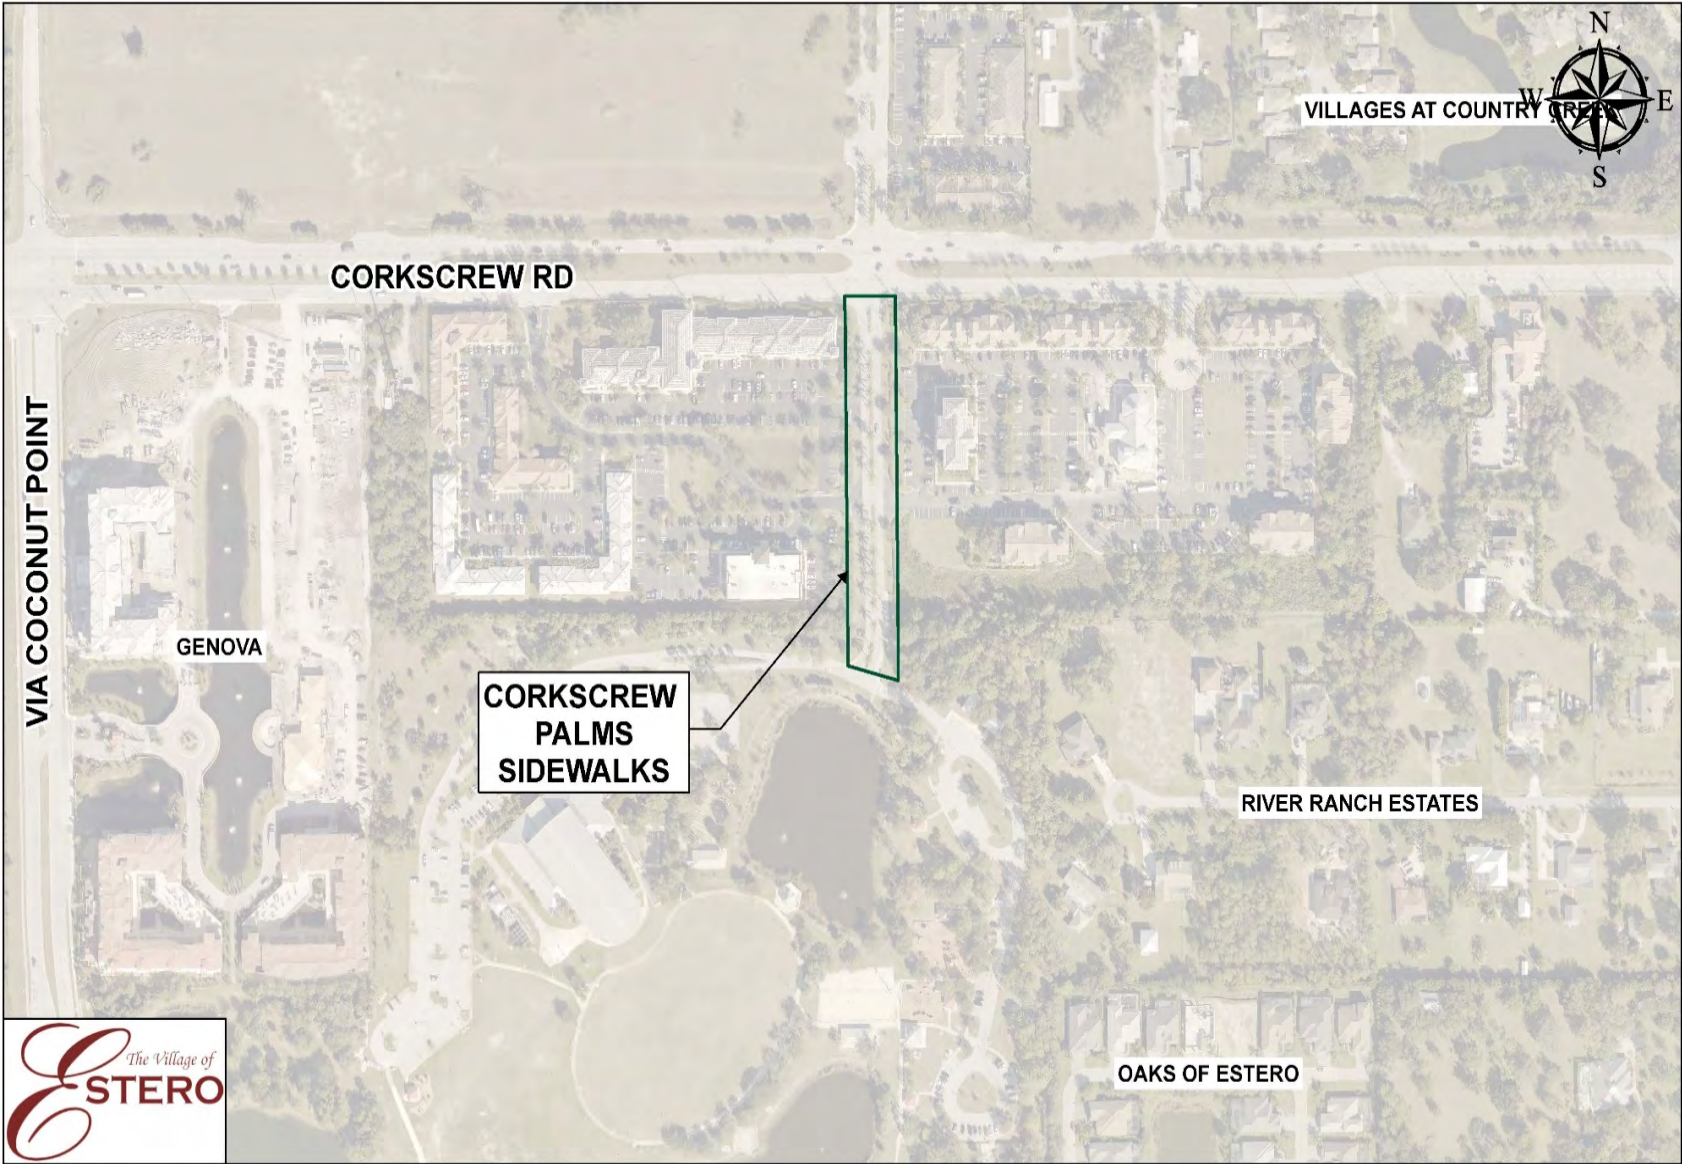 N
VILLAGES AT COUNTRY CREEK
W
E
S
CORKSCREW RD
VIA COCONUT POINT
GENOVA
CORKSCREW
PALMS
SIDEWALKS
RIVER RANCH ESTATES
OAKS OF ESTERO
The Village of
ESTERO